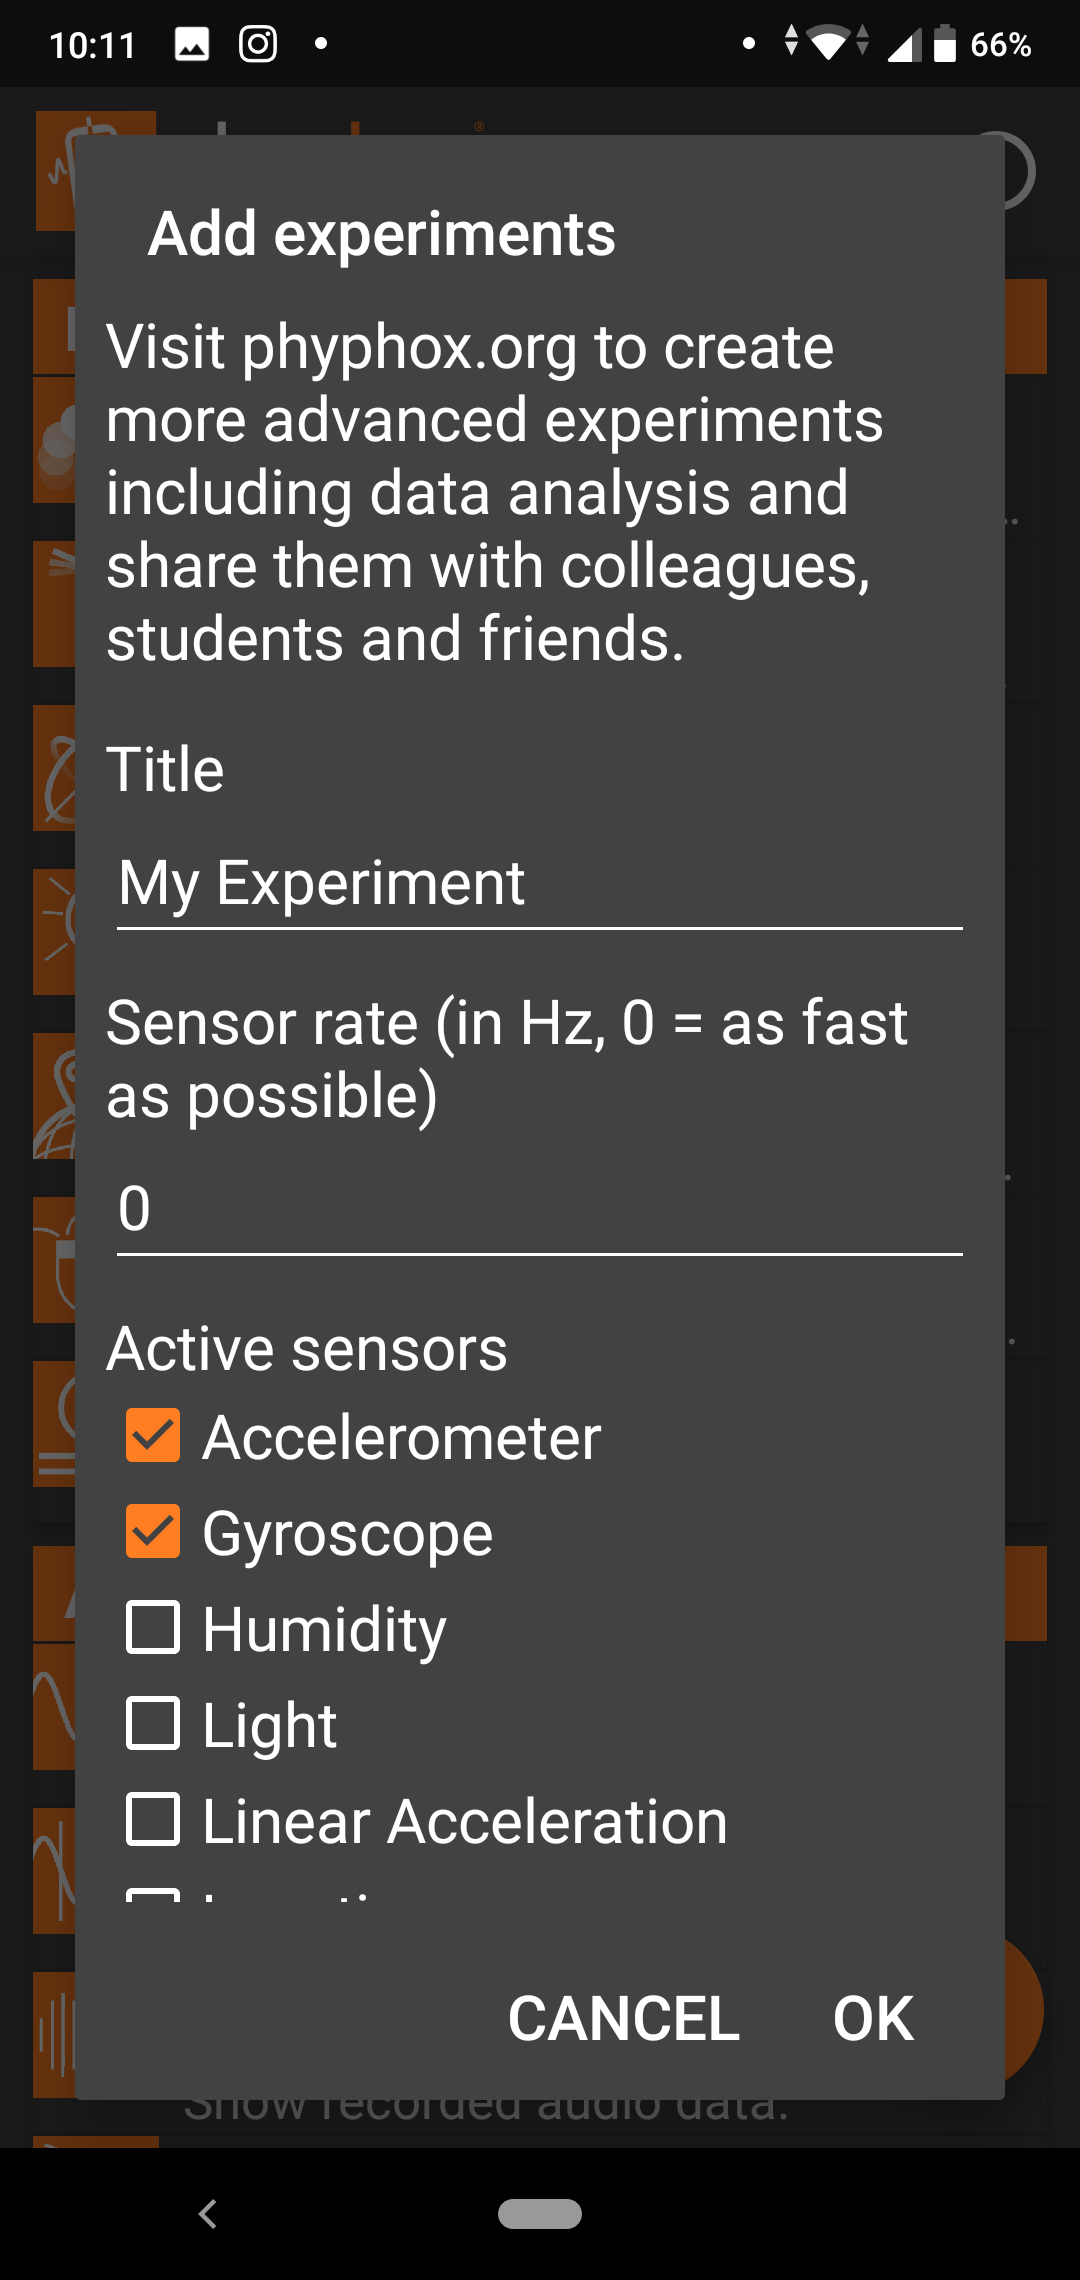 10:11
66%
Add experiments
Visit phyphox.org to create
more advanced experiments
including data analysis and
share them with colleagues,
students and friends.
Title
My Experiment
Sensor rate (in Hz, 0 = as fast
as possible)
0
Active sensors
Accelerometer
Gyroscope
Humidity
Light
Linear Acceleration
CANCEL OK
Show recorded audio data.